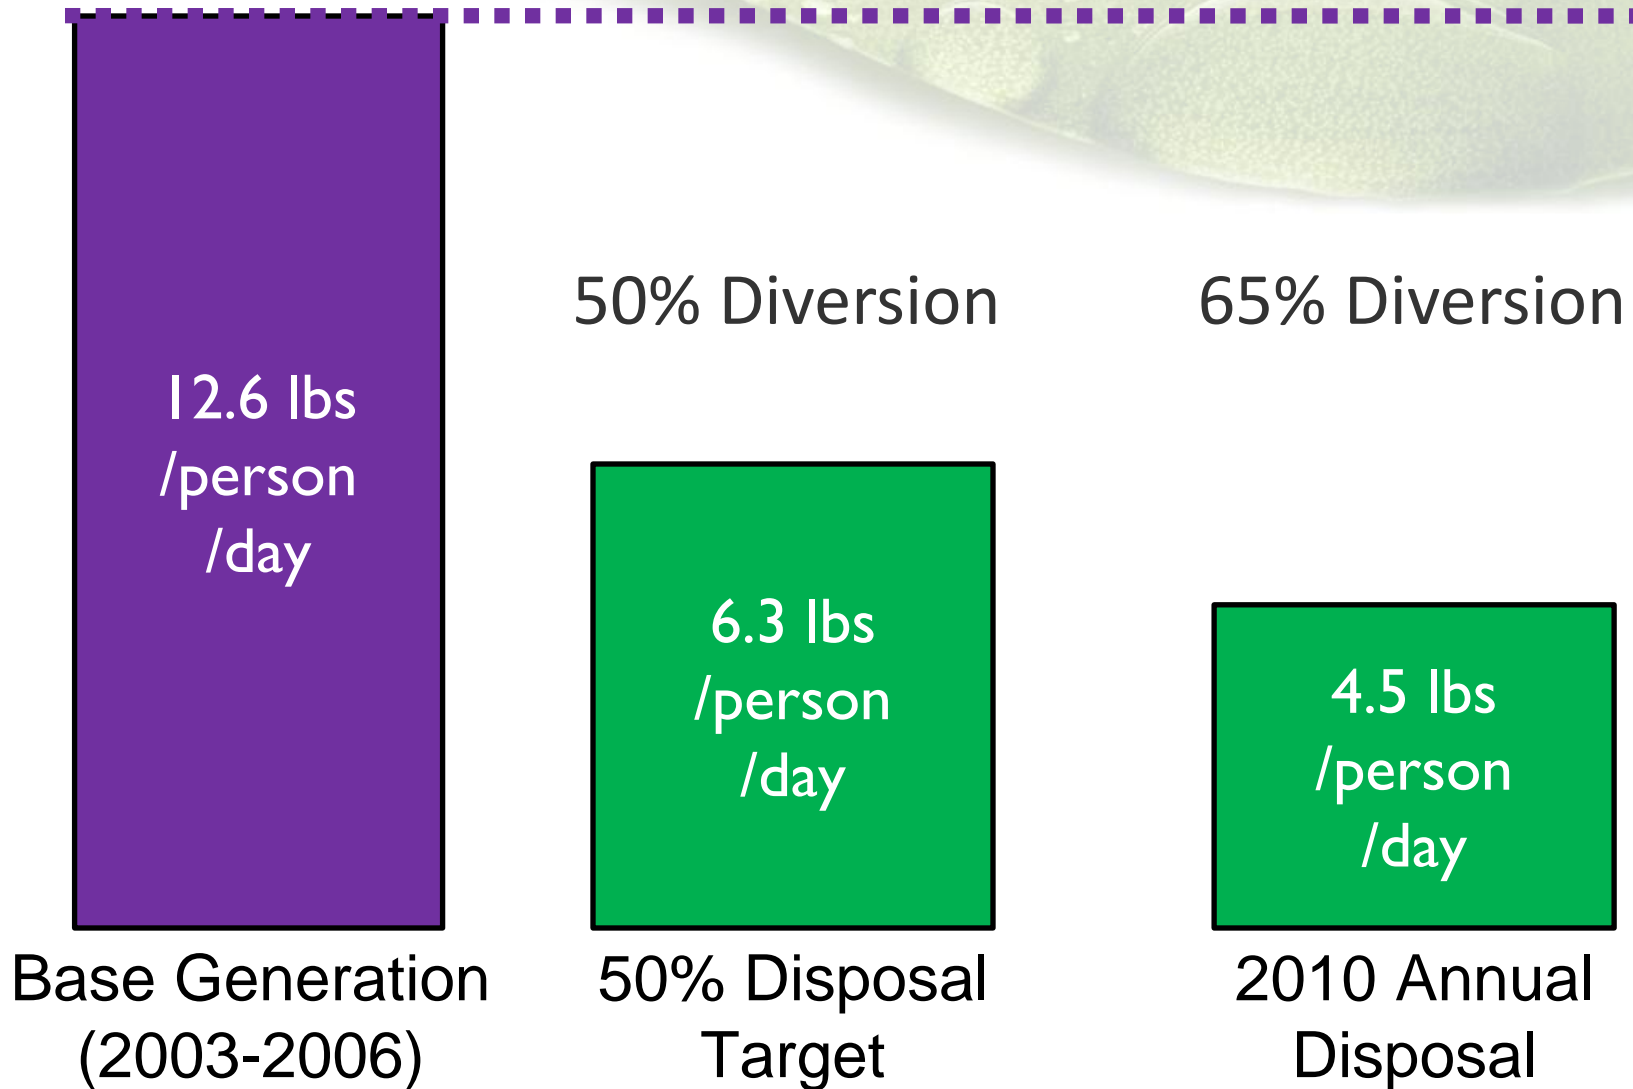 50% Diversion
65% Diversion
12.6 lbs
/person
/day
6.3 lbs
/person
/day
4.5 lbs
/person
/day
Base Generation
(2003-2006)
50% Disposal
Target
2010 Annual
Disposal